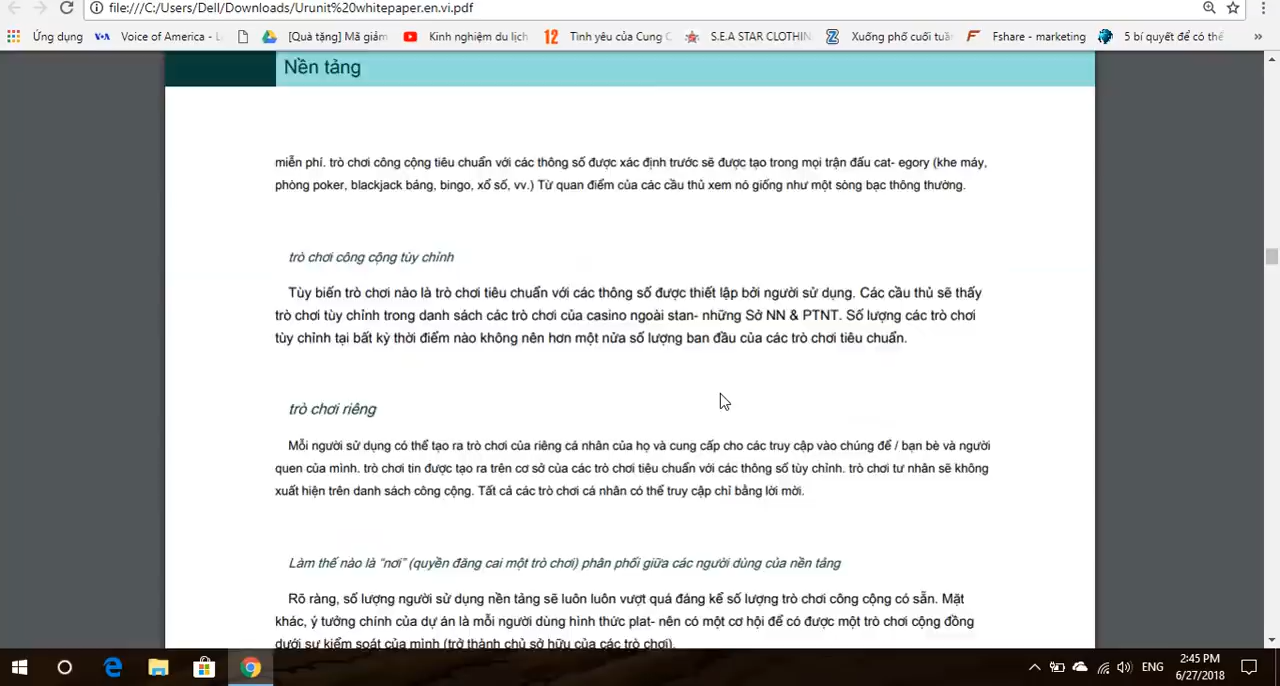 file:///C:/Users/Dell/Downloads/Urunit%20whitepaper.en.vi.pdf
Ứng dụng Voice of America - L [Quà tặng] Mã giảm Kinh nghiệm du lịch 12 Tình yêu của Cung C S.E.A STAR CLOTHIN Xuống phố cuối tuần Fshare - marketing 5 bí quyết để có thể »
Nền tảng
miễn phí. trò chơi công cộng tiêu chuẩn với các thông số được xác định trước sẽ được tạo trong mọi trận đấu cat- egory (khe máy,
phòng poker, blackjack bảng, bingo, xổ số, vv.) Từ quan điểm của các cầu thủ xem nó giống như một sòng bạc thông thường.
trò chơi công cộng tùy chỉnh
Tùy biến trò chơi nào là trò chơi tiêu chuẩn với các thông số được thiết lập bởi người sử dụng. Các cầu thủ sẽ thấy
trò chơi tùy chỉnh trong danh sách các trò chơi của casino ngoài stan- những Sở NN & PTNT. Số lượng các trò chơi
tùy chỉnh tại bất kỳ thời điểm nào không nên hơn một nửa số lượng ban đầu của các trò chơi tiêu chuẩn.
trò chơi riêng
Mỗi người sử dụng có thể tạo ra trò chơi của riêng cá nhân của họ và cung cấp cho các truy cập vào chúng để / bạn bè và người
quen của mình. trò chơi tin được tạo ra trên cơ sở của các trò chơi tiêu chuẩn với các thông số tùy chỉnh. trò chơi tư nhân sẽ không
xuất hiện trên danh sách công cộng. Tất cả các trò chơi cá nhân có thể truy cập chỉ bằng lời mời.
Làm thế nào là “nơi” (quyền đăng cai một trò chơi) phân phối giữa các người dùng của nền tảng
Rõ ràng, số lượng người sử dụng nền tảng sẽ luôn luôn vượt quá đáng kể số lượng trò chơi công cộng có sẵn. Mặt
khác, ý tưởng chính của dự án là mỗi người dùng hình thức plat- nên có một cơ hội để có được một trò chơi cộng đồng
dưới sự kiểm soát của mình (trở thành chủ sở hữu của các trò chơi).
ENG
2:45 PM
6/27/2018